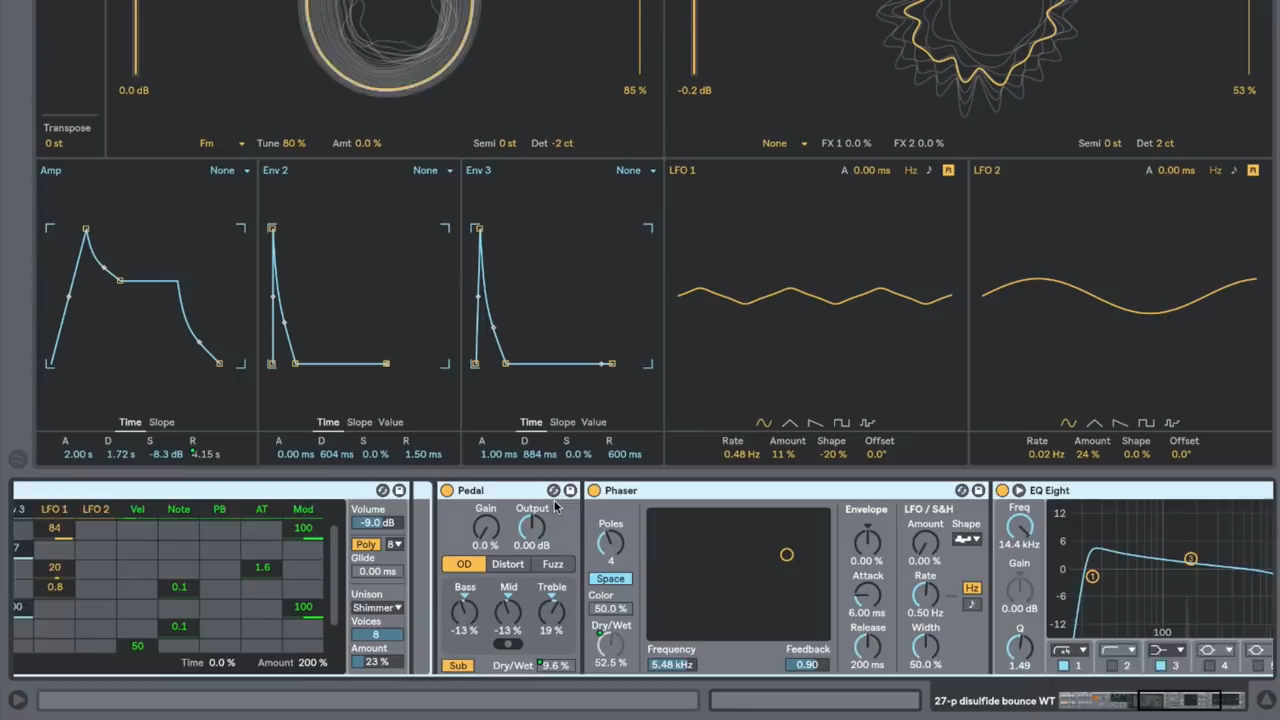 0.0 dB 85 % -0.2 dB 53 %
Transpose
0 st Fm Tune 80 % Amt 0.0 % Semi 0 st Det -2 ct None FX 1 0.0 % FX 2 0.0 % Semi 0 st Det 2 ct
Amp None Env 2 None Env 3 None LFO 1 A 0.00 ms Hz ♪ R LFO 2 A 0.00 ms Hz ♪ R
Time Slope Time Slope Value Time Slope Value
A D S R A D S R A D S R Rate Amount Shape Offset Rate Amount Shape Offset
2.00 s 1.72 s -8.3 dB 4.15 s 0.00 ms 604 ms 0.0 % 1.50 ms 1.00 ms 884 ms 0.0 % 600 ms 0.48 Hz 11 % -20 % 0.0° 0.02 Hz 24 % 0.0 % 0.0°
v 3 LFO 1 LFO 2 Vel Note PB AT Mod
84 100
7
20 1.6
0.8 0.1
00 100
0.1
50
Time 0.0 % Amount 200 %
Volume
-9.0 dB
Poly 8
Glide
0.00 ms
Unison
Shimmer
Voices
8
Amount
23 %
Pedal
Gain Output
0.0 % 0.00 dB
OD Distort Fuzz
Bass Mid Treble
-13 % -13 % 19 %
Sub Dry/Wet 9.6 %
Phaser
Poles
4
Space
Color
50.0 %
Dry/Wet
52.5 %
Frequency Feedback
5.48 kHz 0.90
Envelope
Amount
0.00 %
Attack
6.00 ms
Release
200 ms
LFO / S&H
Amount Shape
0.00 %
Rate Hz
0.50 Hz ♪
Width
50.0 %
EQ Eight
Freq
14.4 kHz
Gain
0.00 dB
Q
1.49
12
6
0
-6
-12
1 3
100
1 2 3 4
27-p disulfide bounce WT